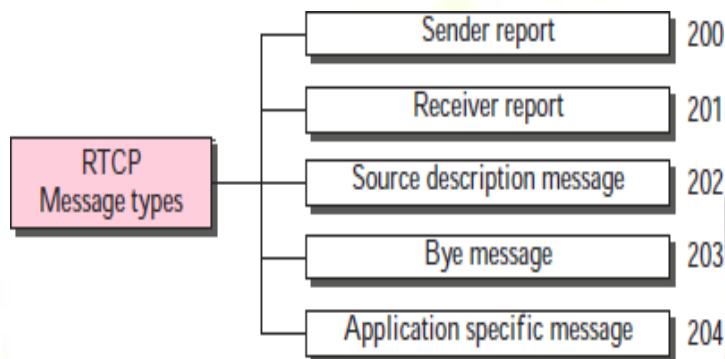 Sender report 200
Receiver report 201
RTCP
Message types
Source description message 202
Bye message 203
Application specific message 204